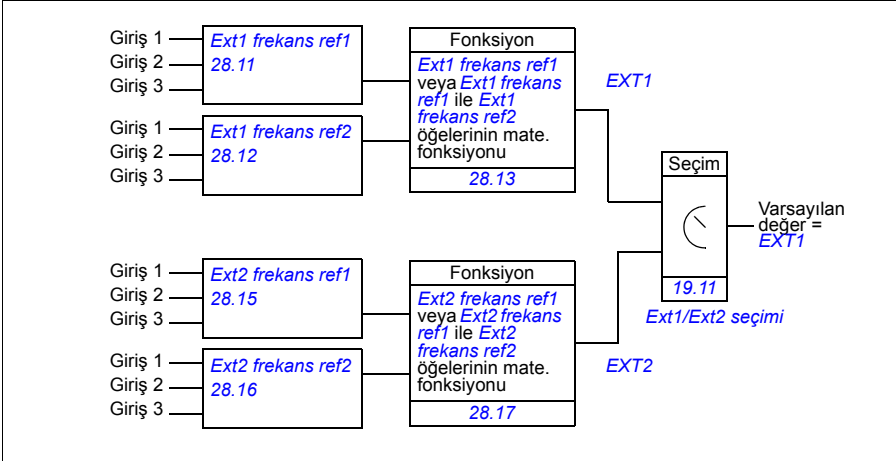 Giriş 1
Giriş 2
Giriş 3
Ext1 frekans ref1
28.11
Giriş 1
Giriş 2
Giriş 3
Ext1 frekans ref2
28.12
Fonksiyon
Ext1 frekans ref1
veya Ext1 frekans
ref1 ile Ext1
frekans ref2
öğelerinin mate.
fonksiyonu
28.13
EXT1
Giriş 1
Giriş 2
Giriş 3
Ext2 frekans ref1
28.15
Giriş 1
Giriş 2
Giriş 3
Ext2 frekans ref2
28.16
Fonksiyon
Ext2 frekans ref1
veya Ext2 frekans
ref1 ile Ext2
frekans ref2
öğelerinin mate.
fonksiyonu
28.17
EXT2
Seçim
19.11
Ext1/Ext2 seçimi
Varsayılan
değer =
EXT1